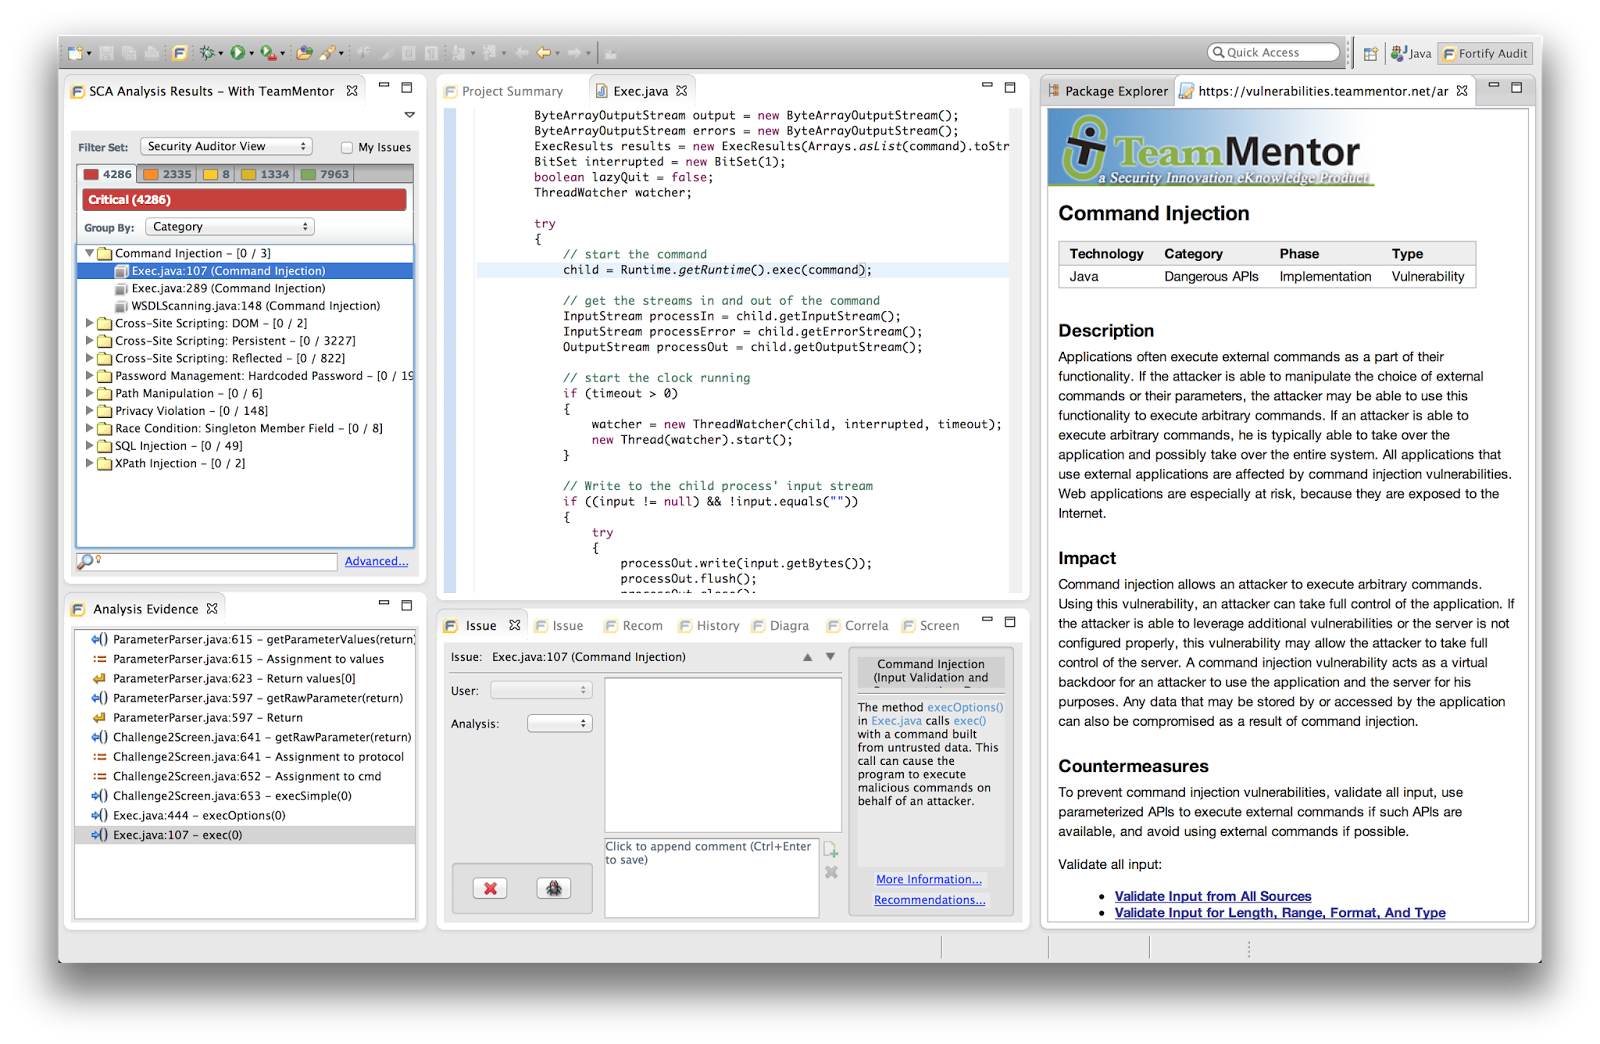 Quick Access
Java
Fortify Audit
SCA Analysis Results – With TeamMentor
Filter Set: Security Auditor View
My Issues
4286 2335 8 1334 7963
Critical (4286)
Group By: Category
Command Injection – [0 / 3]
Exec.java:107 (Command Injection)
Exec.java:289 (Command Injection)
WSDLScanning.java:148 (Command Injection)
Cross-Site Scripting: DOM – [0 / 2]
Cross-Site Scripting: Persistent – [0 / 3227]
Cross-Site Scripting: Reflected – [0 / 822]
Password Management: Hardcoded Password – [0 / 19
Path Manipulation – [0 / 6]
Privacy Violation – [0 / 148]
Race Condition: Singleton Member Field – [0 / 8]
SQL Injection – [0 / 49]
XPath Injection – [0 / 2]
Advanced...
Analysis Evidence
ParameterParser.java:615 – getParameterValues(return)
ParameterParser.java:615 – Assignment to values
ParameterParser.java:623 – Return values[0]
ParameterParser.java:597 – getRawParameter(return)
ParameterParser.java:597 – Return
Challenge2Screen.java:641 – getRawParameter(return)
Challenge2Screen.java:641 – Assignment to protocol
Challenge2Screen.java:652 – Assignment to cmd
Challenge2Screen.java:653 – execSimple(0)
Exec.java:444 – execOptions(0)
Exec.java:107 – exec(0)
Project Summary
Exec.java
ByteArrayOutputStream output = new ByteArrayOutputStream();
ByteArrayOutputStream errors = new ByteArrayOutputStream();
ExecResults results = new ExecResults(Arrays.asList(command).toStr
BitSet interrupted = new BitSet(1);
boolean lazyQuit = false;
ThreadWatcher watcher;
try
{
// start the command
child = Runtime.getRuntime().exec(command);
// get the streams in and out of the command
InputStream processIn = child.getInputStream();
InputStream processError = child.getErrorStream();
OutputStream processOut = child.getOutputStream();
// start the clock running
if (timeout > 0)
{
watcher = new ThreadWatcher(child, interrupted, timeout);
new Thread(watcher).start();
}
// Write to the child process' input stream
if ((input != null) && !input.equals(""))
{
try
{
processOut.write(input.getBytes());
processOut.flush();
processOut.close();
Issue Issue Recom History Diagra Correla Screen
Issue: Exec.java:107 (Command Injection)
User:
Analysis:
Click to append comment (Ctrl+Enter
to save)
Command Injection
(Input Validation and
The method execOptions()
in Exec.java calls exec()
with a command built
from untrusted data. This
call can cause the
program to execute
malicious commands on
behalf of an attacker.
More Information...
Recommendations...
Package Explorer
https://vulnerabilities.teammentor.net/ar
TeamMentor
a Security Innovation eKnowledge Product
Command Injection
Technology Category Phase Type
Java Dangerous APIs Implementation Vulnerability
Description
Applications often execute external commands as a part of their
functionality. If the attacker is able to manipulate the choice of external
commands or their parameters, the attacker may be able to use this
functionality to execute arbitrary commands. If an attacker is able to
execute arbitrary commands, he is typically able to take over the
application and possibly take over the entire system. All applications that
use external applications are affected by command injection vulnerabilities.
Web applications are especially at risk, because they are exposed to the
Internet.
Impact
Command injection allows an attacker to execute arbitrary commands.
Using this vulnerability, an attacker can take full control of the application. If
the attacker is able to leverage additional vulnerabilities or the server is not
configured properly, this vulnerability may allow the attacker to take full
control of the server. A command injection vulnerability acts as a virtual
backdoor for an attacker to use the application and the server for his
purposes. Any data that may be stored by or accessed by the application
can also be compromised as a result of command injection.
Countermeasures
To prevent command injection vulnerabilities, validate all input, use
parameterized APIs to execute external commands if such APIs are
available, and avoid using external commands if possible.
Validate all input:
• Validate Input from All Sources
• Validate Input for Length, Range, Format, And Type